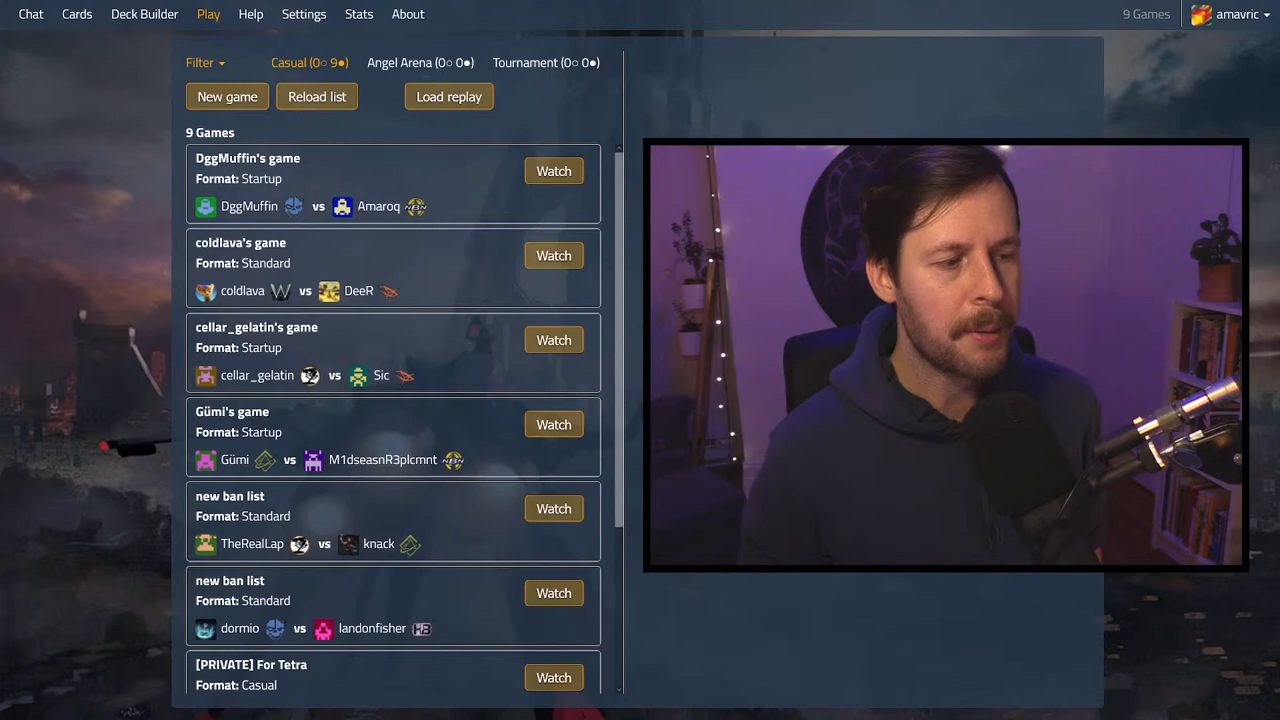 Chat Cards Deck Builder Play Help Settings Stats About 9 Games amavric
Filter Casual (0○ 9●) Angel Arena (0○ 0●) Tournament (0○ 0●)
New game Reload list Load replay
9 Games
DggMuffin's game
Watch
Format: Startup
DggMuffin vs Amaroq NBN
coldlava's game
Watch
Format: Standard
coldlava W vs DeeR
cellar_gelatin's game
Watch
Format: Startup
cellar_gelatin vs Sic
Gümi's game
Watch
Format: Startup
Gümi vs M1dseasnR3plcmnt NBN
new ban list
Watch
Format: Standard
TheRealLap vs knack
new ban list
Watch
Format: Standard
dormio vs landonfisher HB
[PRIVATE] For Tetra
Watch
Format: Casual